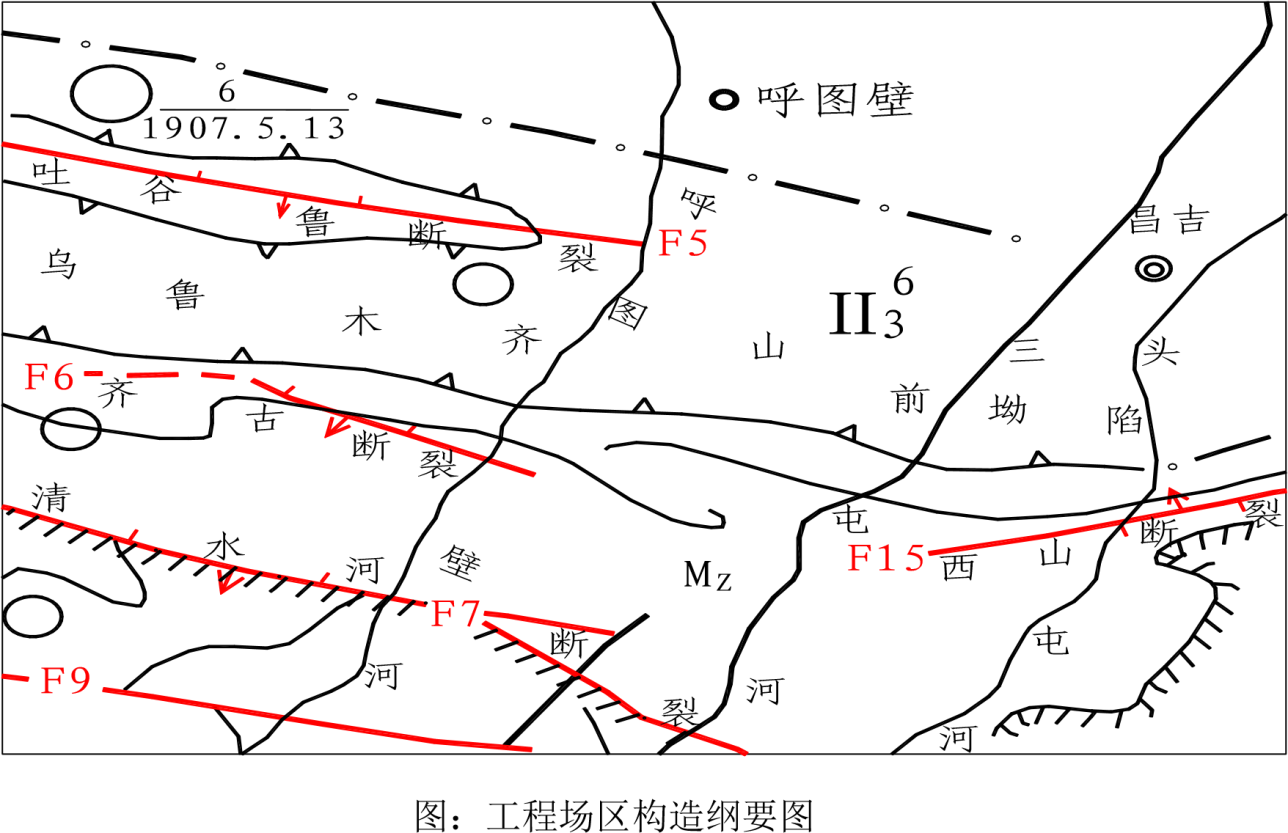 呼图壁
6
1907.5.13
吐谷鲁断裂
F5
昌吉
乌鲁木齐山前坳陷
II₃⁶
呼图壁河
三屯河
头屯河
F6
齐古断裂
清水河断裂
F7
Mz
F15
西山断裂
F9
图：工程场区构造纲要图